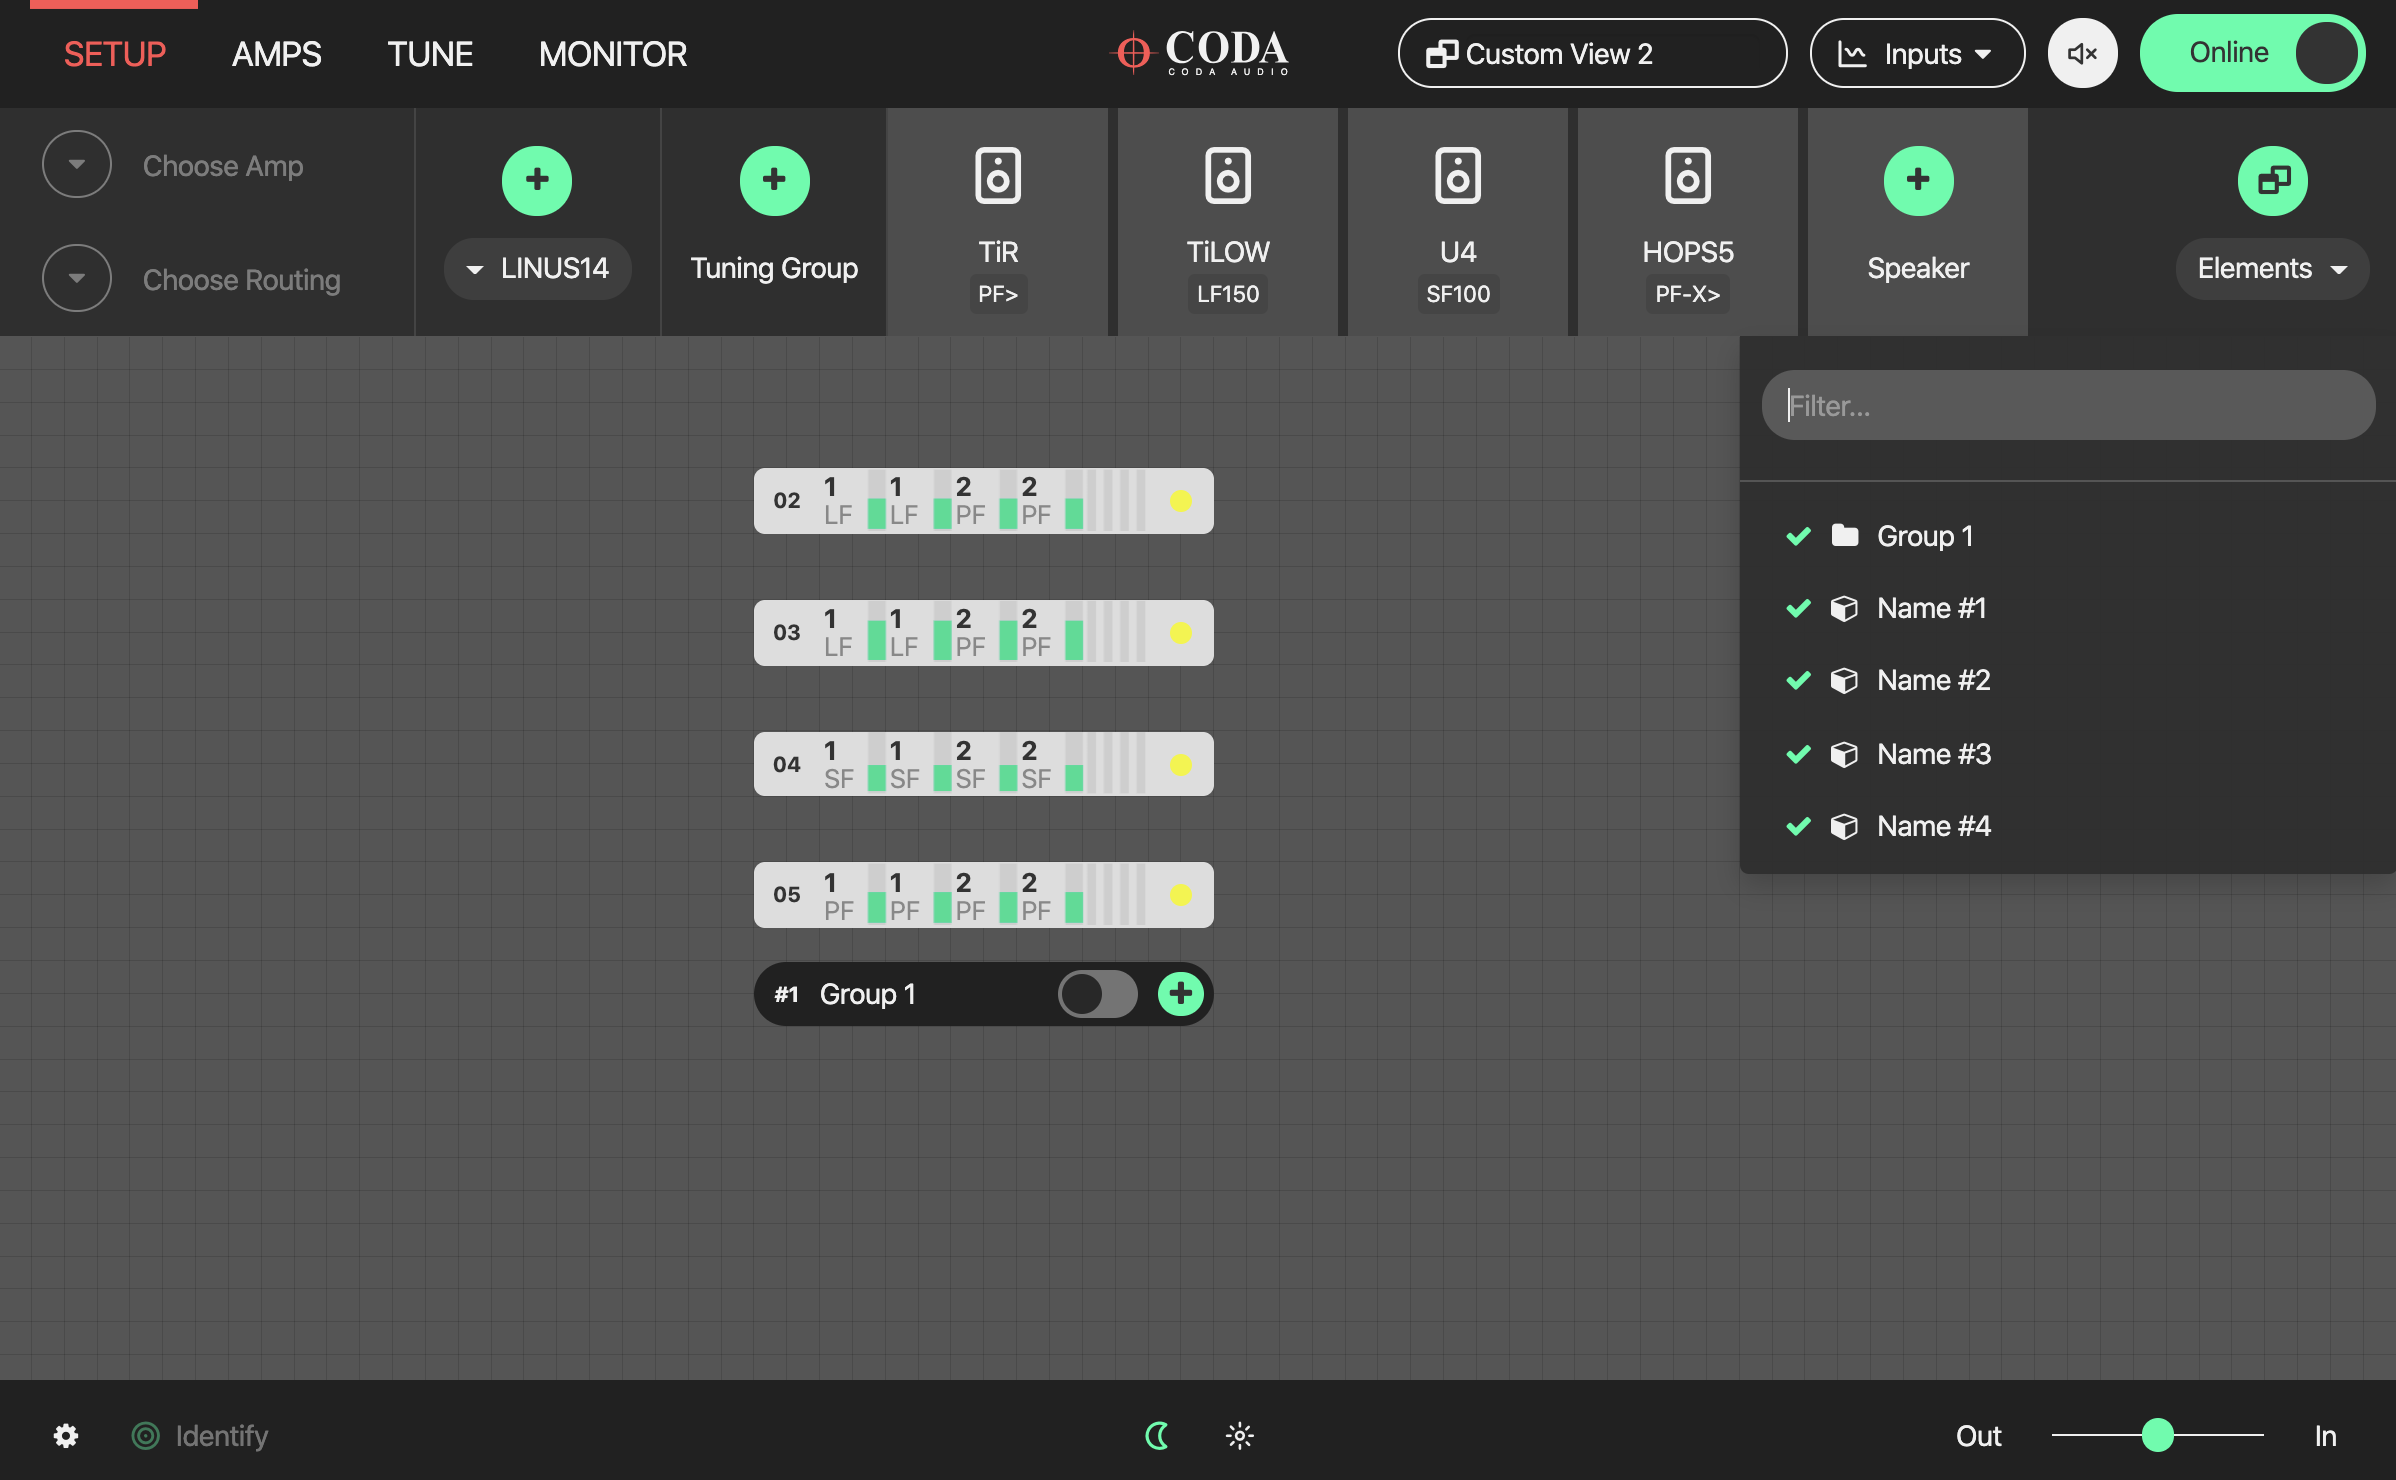 SETUP AMPS TUNE MONITOR
CODA
CODA AUDIO
Custom View 2
Inputs
Online
Choose Amp
Choose Routing
LINUS14
Tuning Group
TiR
PF>
TiLOW
LF150
U4
SF100
HOPS5
PF-X>
Speaker
Elements
Filter...
Group 1
Name #1
Name #2
Name #3
Name #4
02 1 1 2 2
LF LF PF PF
03 1 1 2 2
LF LF PF PF
04 1 1 2 2
SF SF SF SF
05 1 1 2 2
PF PF PF PF
#1 Group 1
Identify
Out In